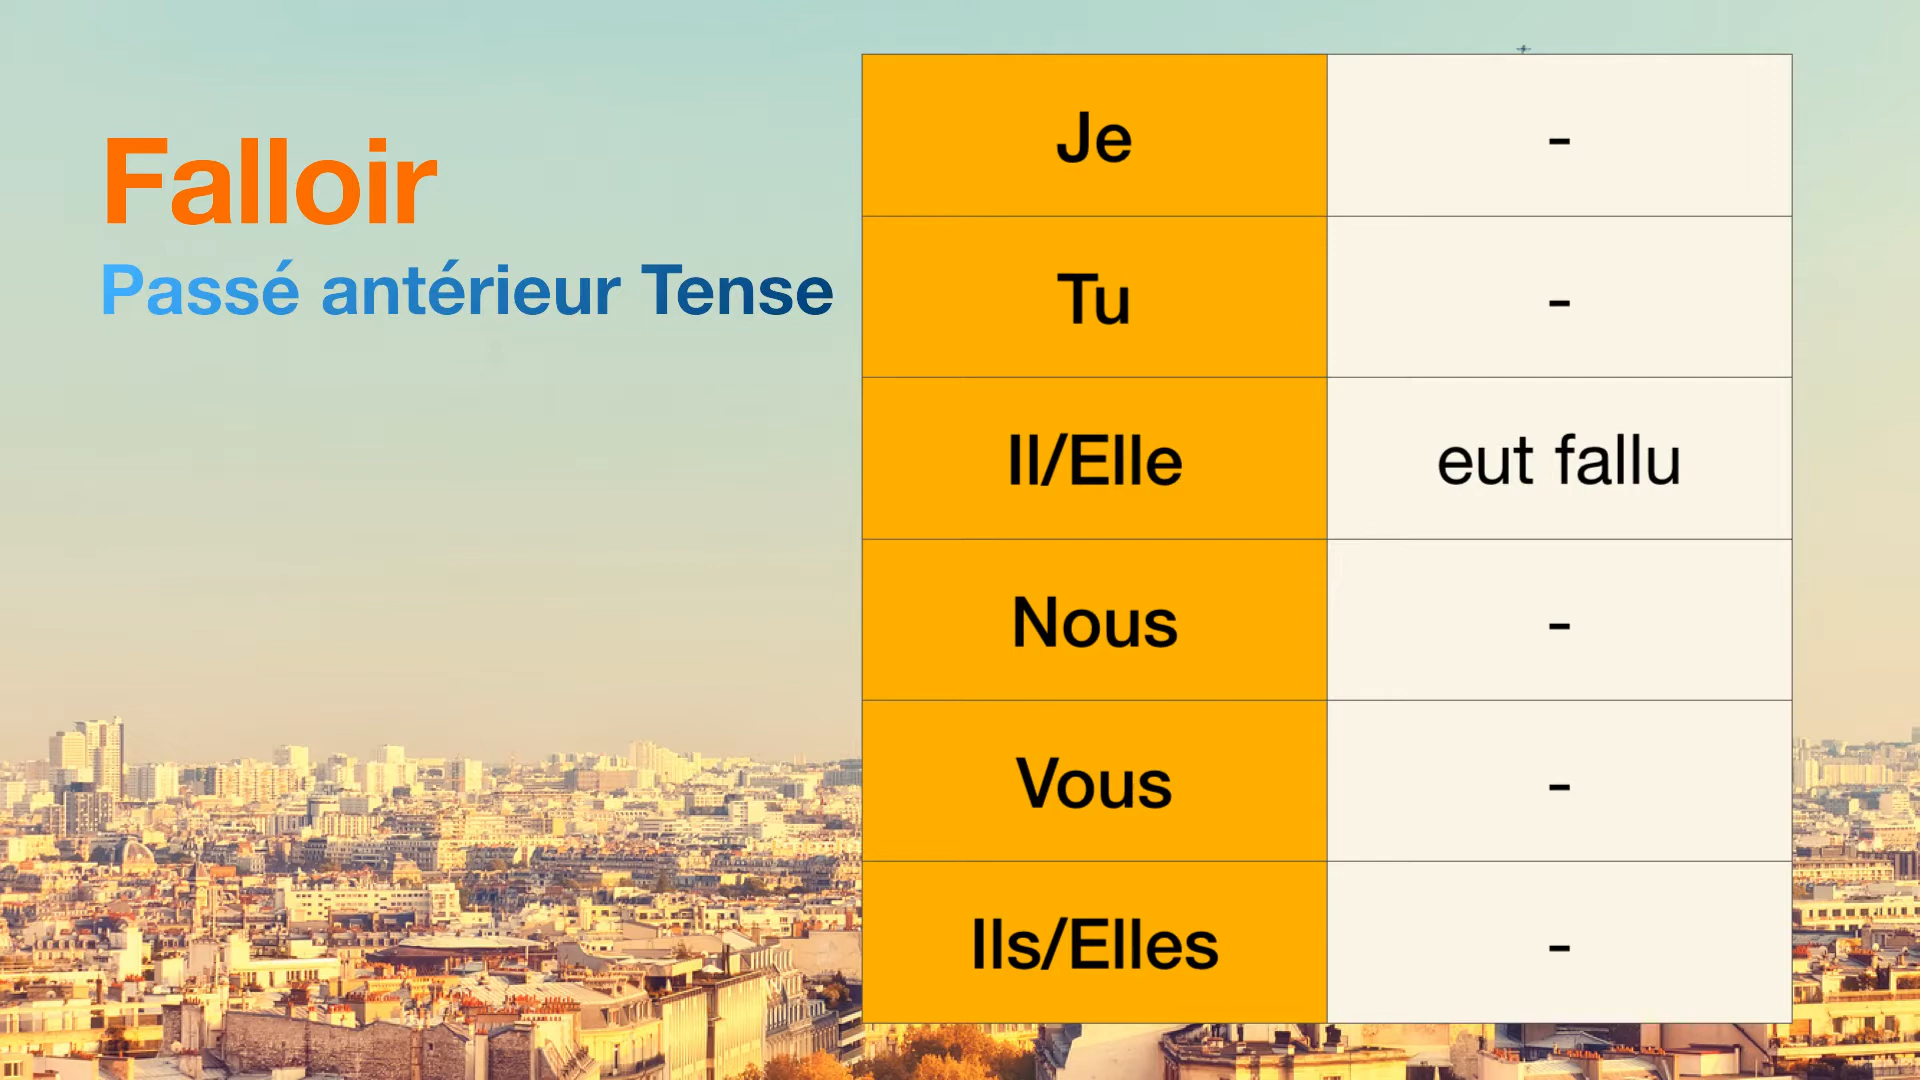 Falloir
Passé antérieur Tense
Je -
Tu -
Il/Elle eut fallu
Nous -
Vous -
Ils/Elles -